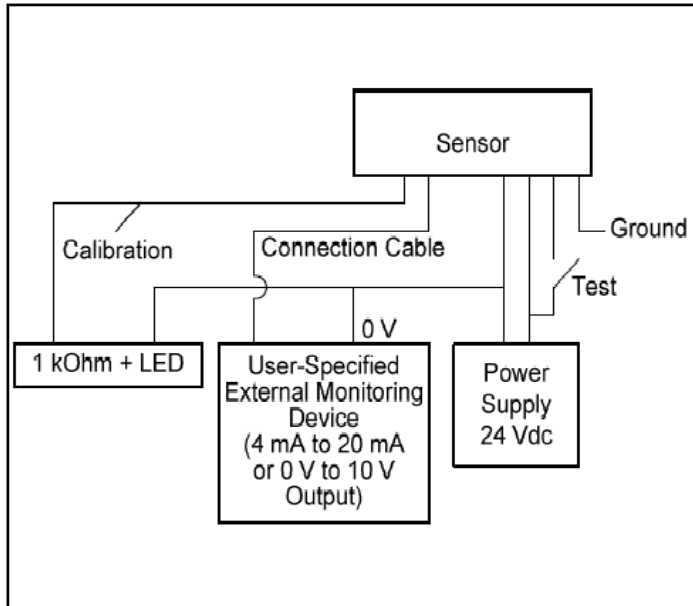 Sensor
Ground
Calibration
Connection Cable
Test
0 V
1 kOhm + LED
User-Specified
External Monitoring
Device
(4 mA to 20 mA
or 0 V to 10 V
Output)
Power
Supply
24 Vdc